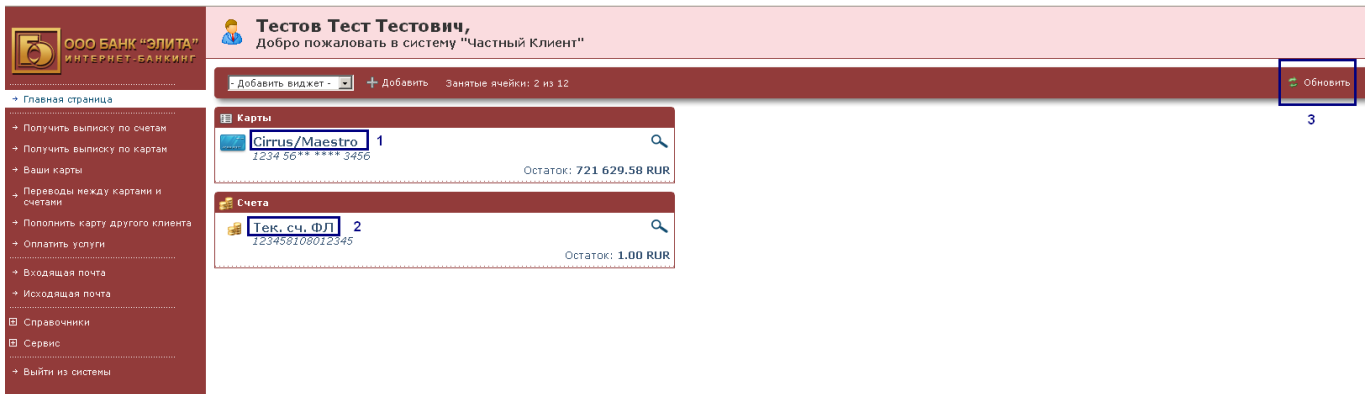 ООО БАНК "ЭЛИТА"
ИНТЕРНЕТ-БАНКИНГ
→ Главная страница
→ Получить выписку по счетам
→ Получить выписку по картам
→ Ваши карты
→ Переводы между картами и
счетами
→ Пополнить карту другого клиента
→ Оплатить услуги
→ Входящая почта
→ Исходящая почта
Справочники
Сервис
→ Выйти из системы
Тестов Тест Тестович,
Добро пожаловать в систему "Частный Клиент"
- Добавить виджет - Добавить Занятые ячейки: 2 из 12 Обновить
3
Карты
Cirrus/Maestro 1
1234 56** **** 3456
Остаток: 721 629.58 RUR
Счета
Тек. сч. ФЛ 2
123458108012345
Остаток: 1.00 RUR